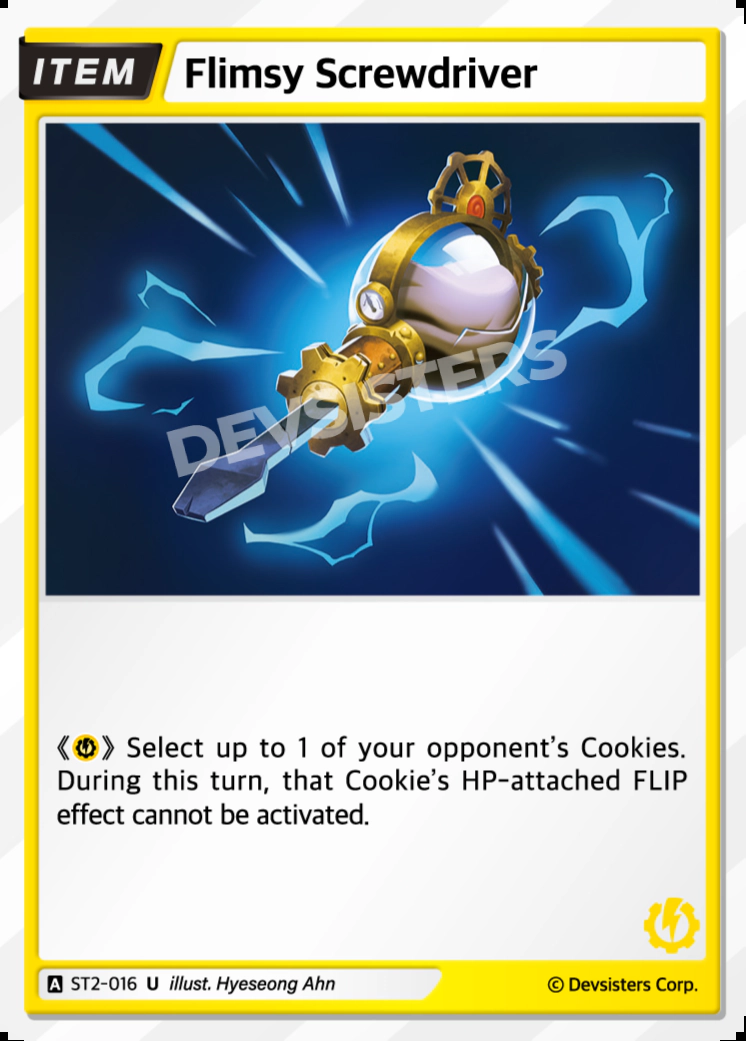 ITEM
Flimsy Screwdriver
DEVSISTERS
《》 Select up to 1 of your opponent’s Cookies.
During this turn, that Cookie’s HP-attached FLIP
effect cannot be activated.
A ST2-016 U illust. Hyeseong Ahn
© Devsisters Corp.